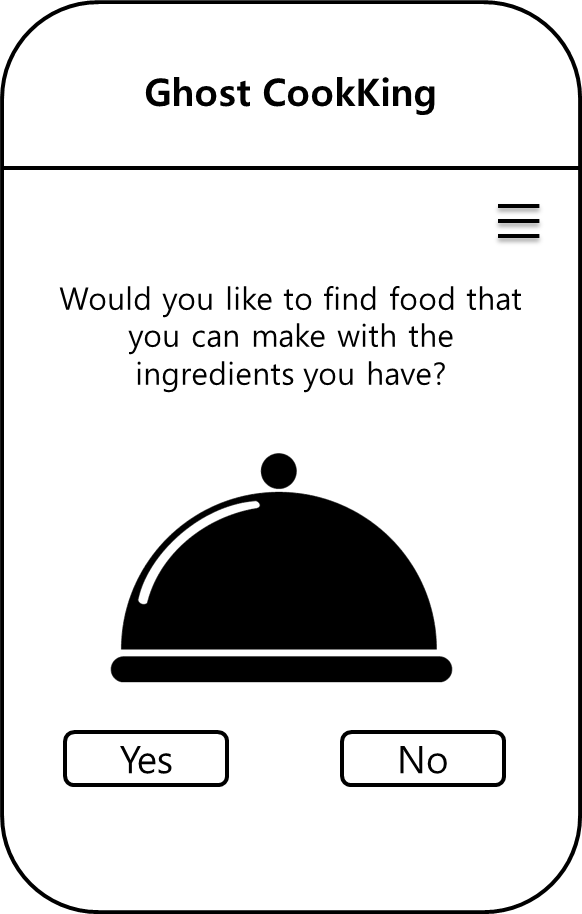 Ghost CookKing
Would you like to find food that
you can make with the
ingredients you have?
Yes
No